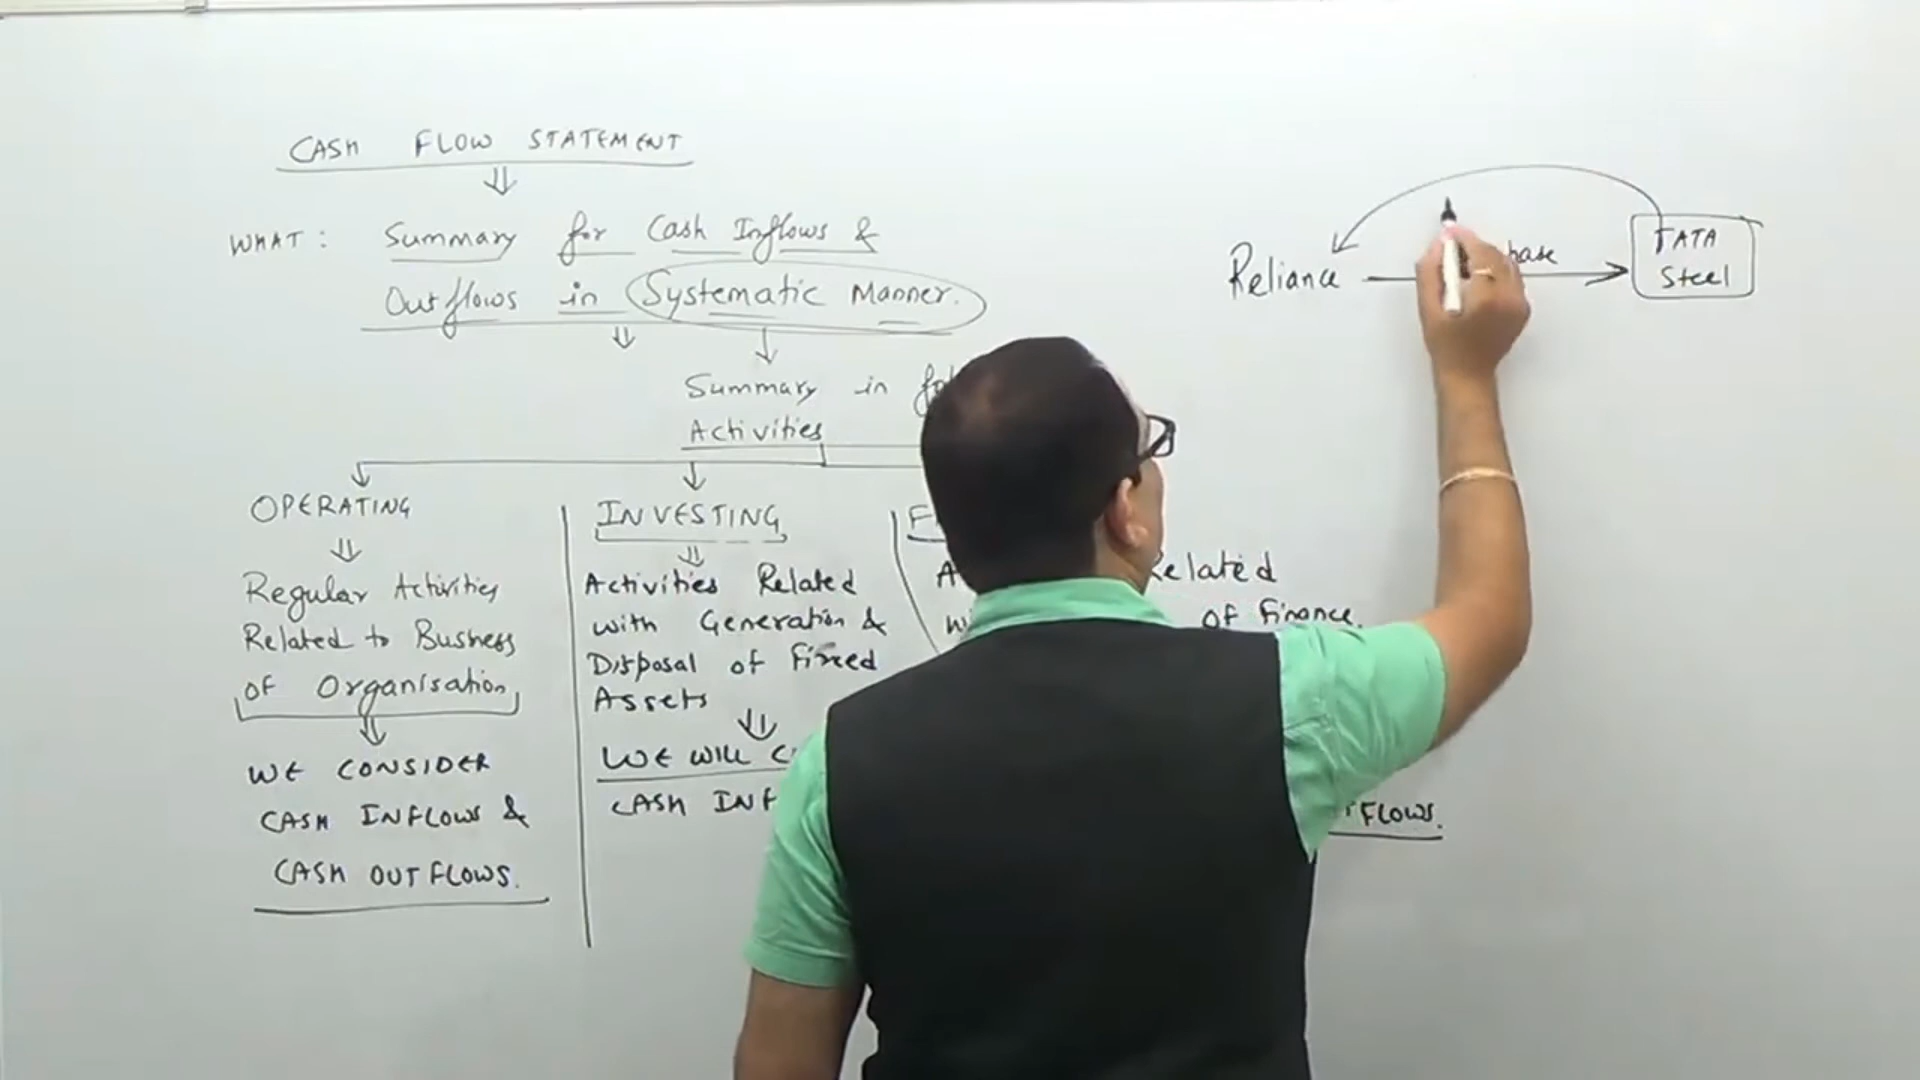 CASH FLOW STATEMENT
WHAT : Summary for Cash Inflows &
Outflows in Systematic Manner.
Summary in
Activities
OPERATING
Regular Activities
Related to Business
of Organisation
WE CONSIDER
CASH INFLOWS &
CASH OUTFLOWS.
INVESTING
Activities Related
with Generation &
Disposal of Fixed
Assets
WE WILL
CASH
Related
OF Finance.
FLOWS.
Reliance
TATA
Steel